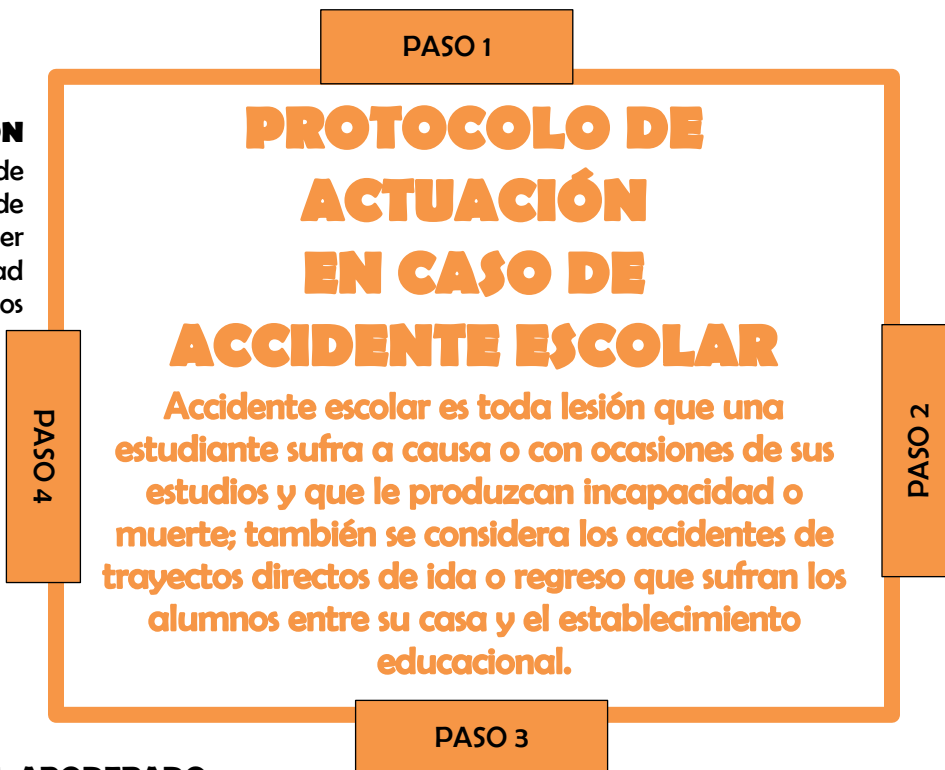 PASO 1
PROTOCOLO DE
ACTUACIÓN
EN CASO DE
ACCIDENTE ESCOLAR
Accidente escolar es toda lesión que una
estudiante sufra a causa o con ocasiones de sus
estudios y que le produzcan incapacidad o
muerte; también se considera los accidentes de
trayectos directos de ida o regreso que sufran los
alumnos entre su casa y el establecimiento
educacional.
PASO 2
PASO 3
PASO 4
de
de
os